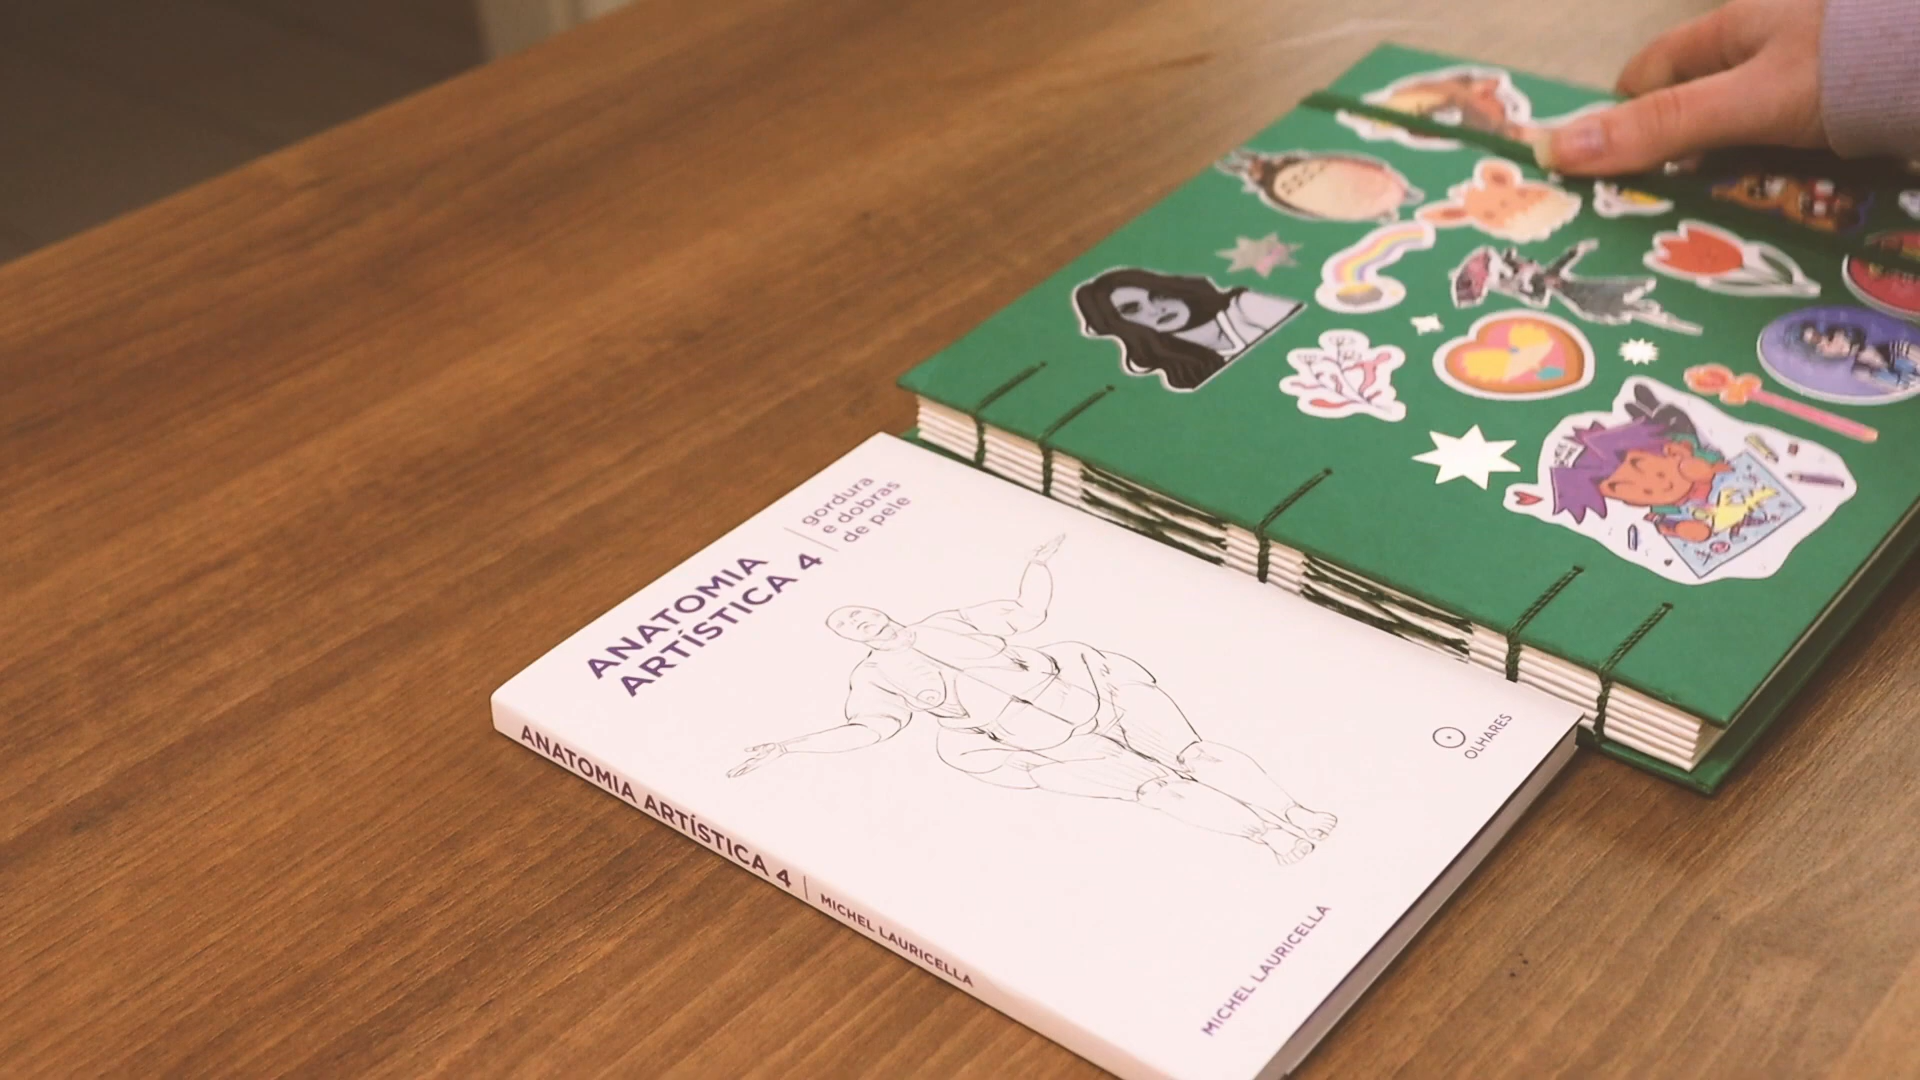 ANATOMIA
ARTÍSTICA 4
gordura
e dobras
de pele
OLHARES
MICHEL LAURICELLA
ANATOMIA ARTÍSTICA 4 | MICHEL LAURICELLA